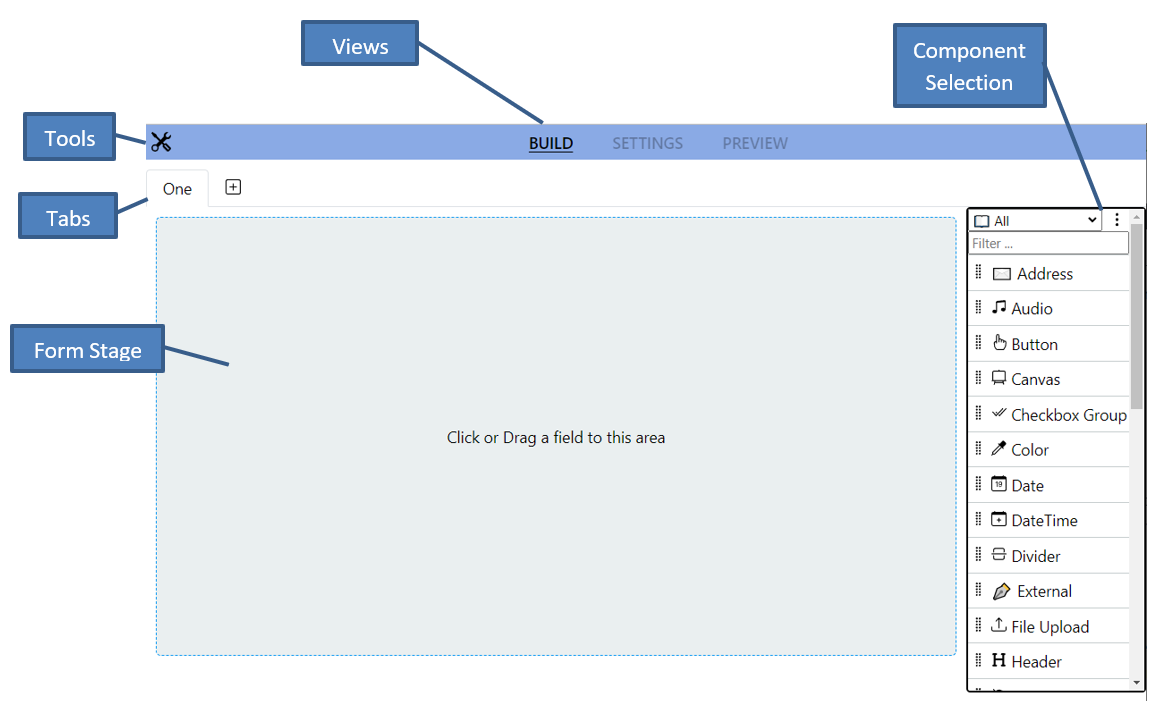 Views
Component
Selection
Tools
BUILD SETTINGS PREVIEW
Tabs
One
All
Filter ...
Address
Audio
Form Stage
Button
Canvas
Checkbox Group
Click or Drag a field to this area
Color
19
Date
DateTime
Divider
External
File Upload
H Header